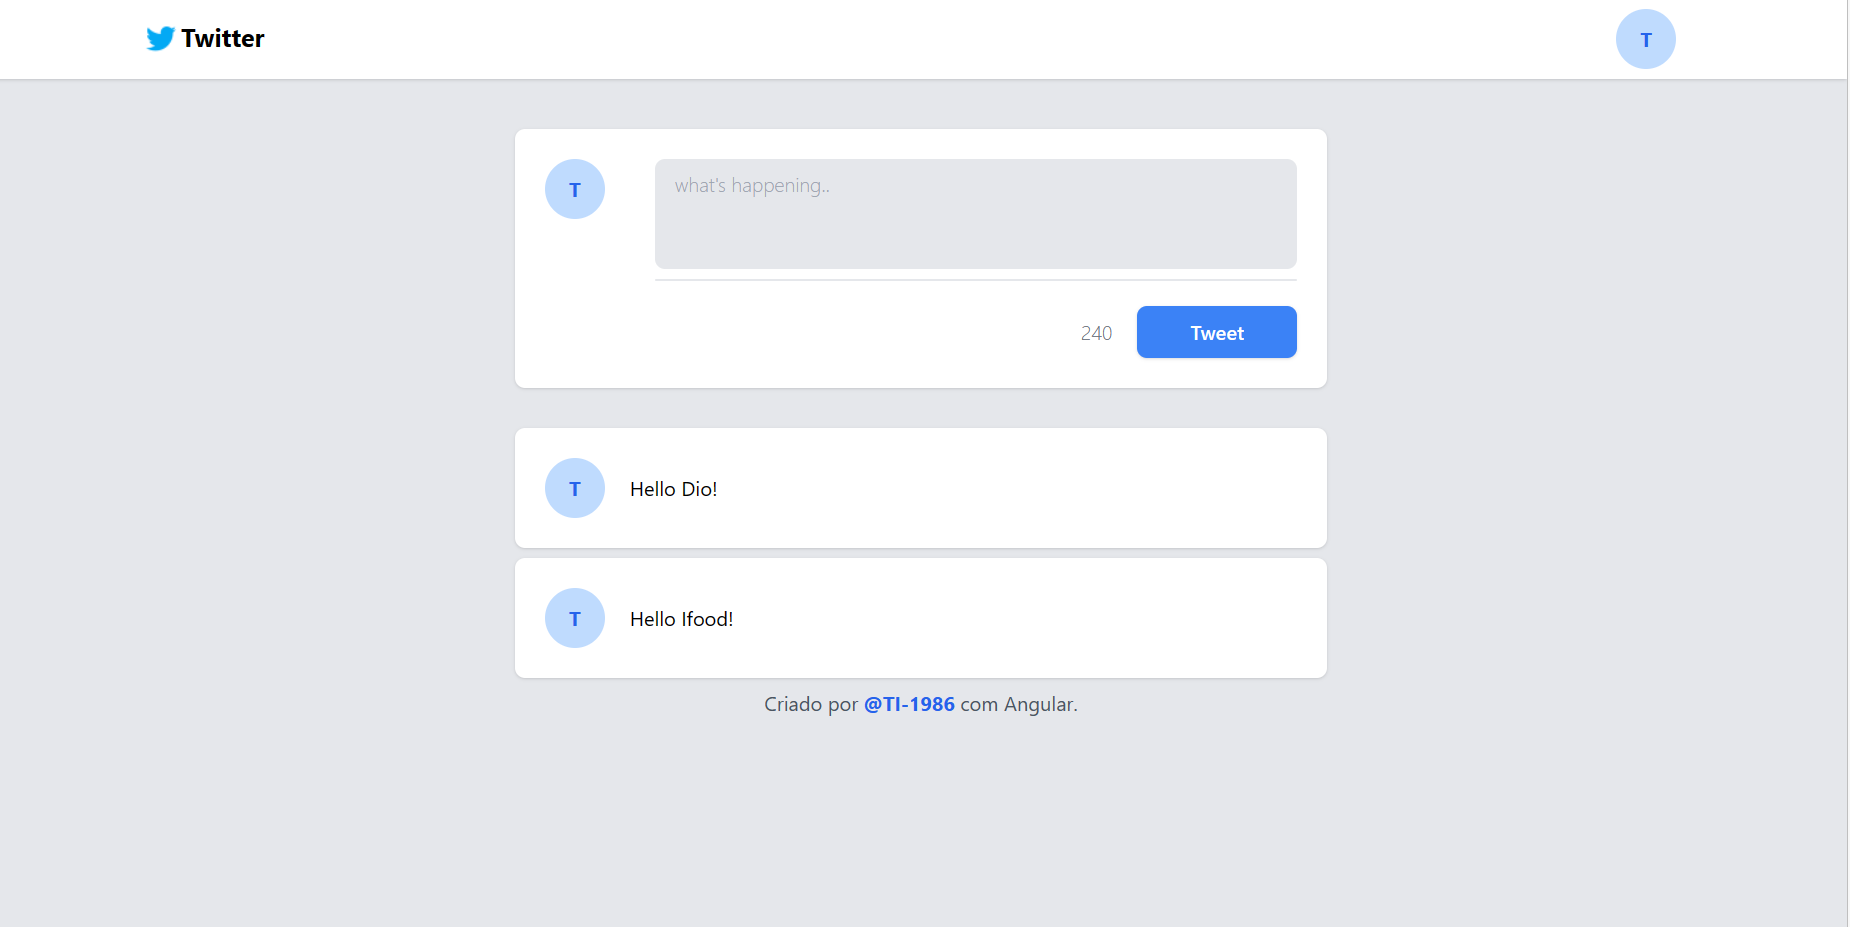 Twitter
T
T
what's happening..
240
Tweet
T
Hello Dio!
T
Hello Ifood!
Criado por @TI-1986 com Angular.